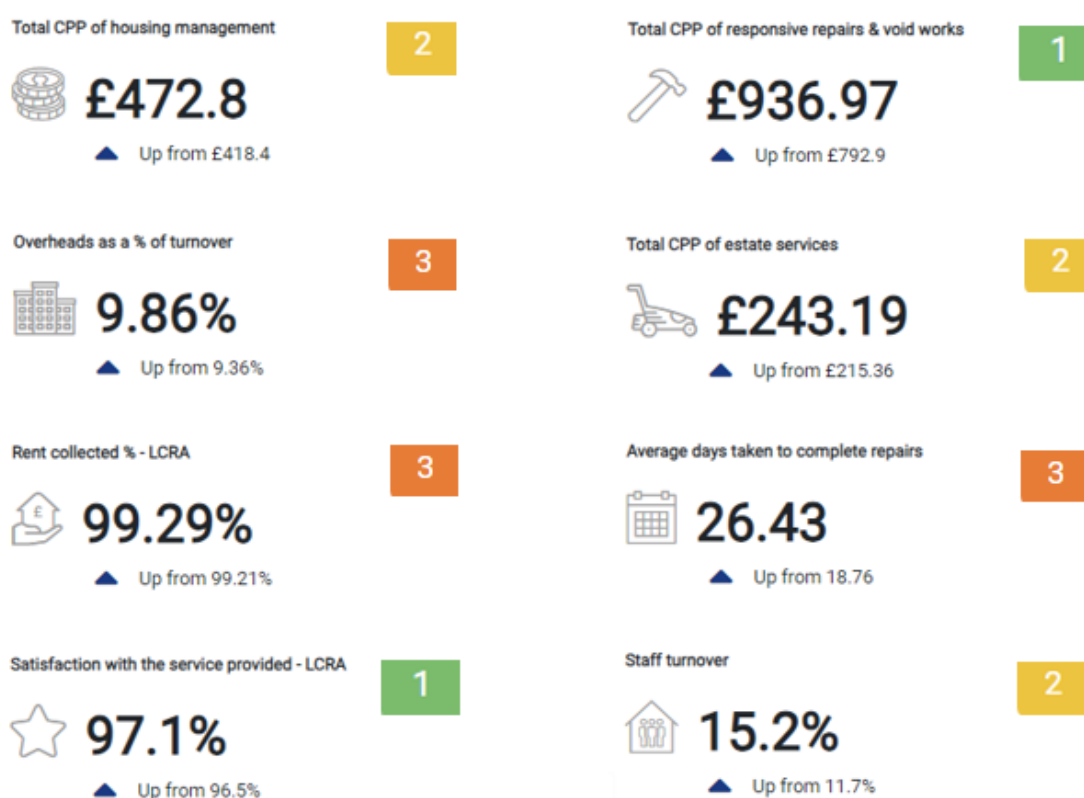 Total CPP of housing management
2
£472.8
Up from £418.4
Total CPP of responsive repairs & void works
1
£936.97
Up from £792.9
Overheads as a % of turnover
3
9.86%
Up from 9.36%
Total CPP of estate services
2
£243.19
Up from £215.36
Rent collected % - LCRA
3
£
99.29%
Up from 99.21%
Average days taken to complete repairs
3
26.43
Up from 18.76
Satisfaction with the service provided - LCRA
1
97.1%
Up from 96.5%
Staff turnover
2
15.2%
Up from 11.7%